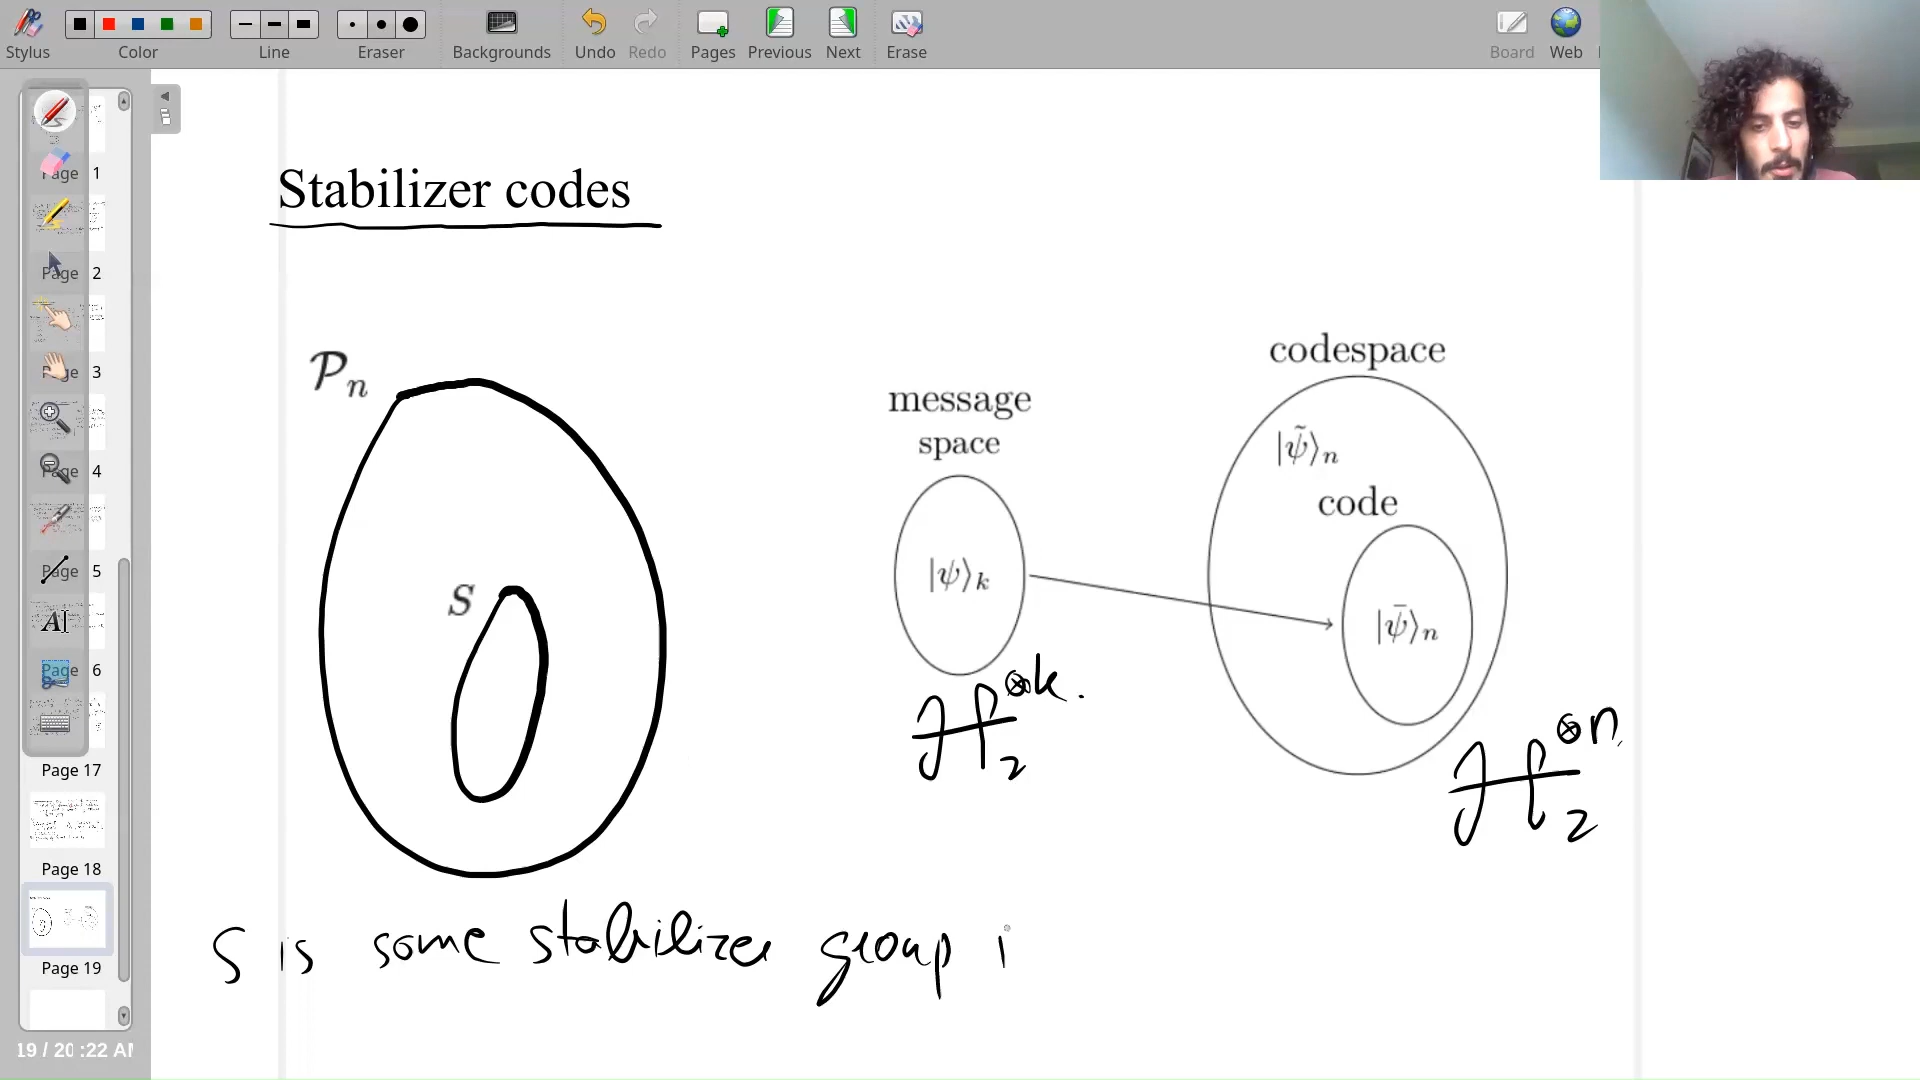 Stylus
Color
Line
Eraser
Backgrounds
Undo
Redo
Pages
Previous
Next
Erase
Board
Web
Page 1
Page 2
Page 3
Page 4
Page 5
Page 6
Page 17
Page 18
Page 19
19 / 20
:22 AM
Stabilizer codes
𝒫ₙ
S
message
space
|ψ⟩ₖ
ℋ₂^⊗k.
codespace
|ψ̃⟩ₙ
code
|ψ̄⟩ₙ
ℋ₂^⊗n.
S is some stabilizer group i